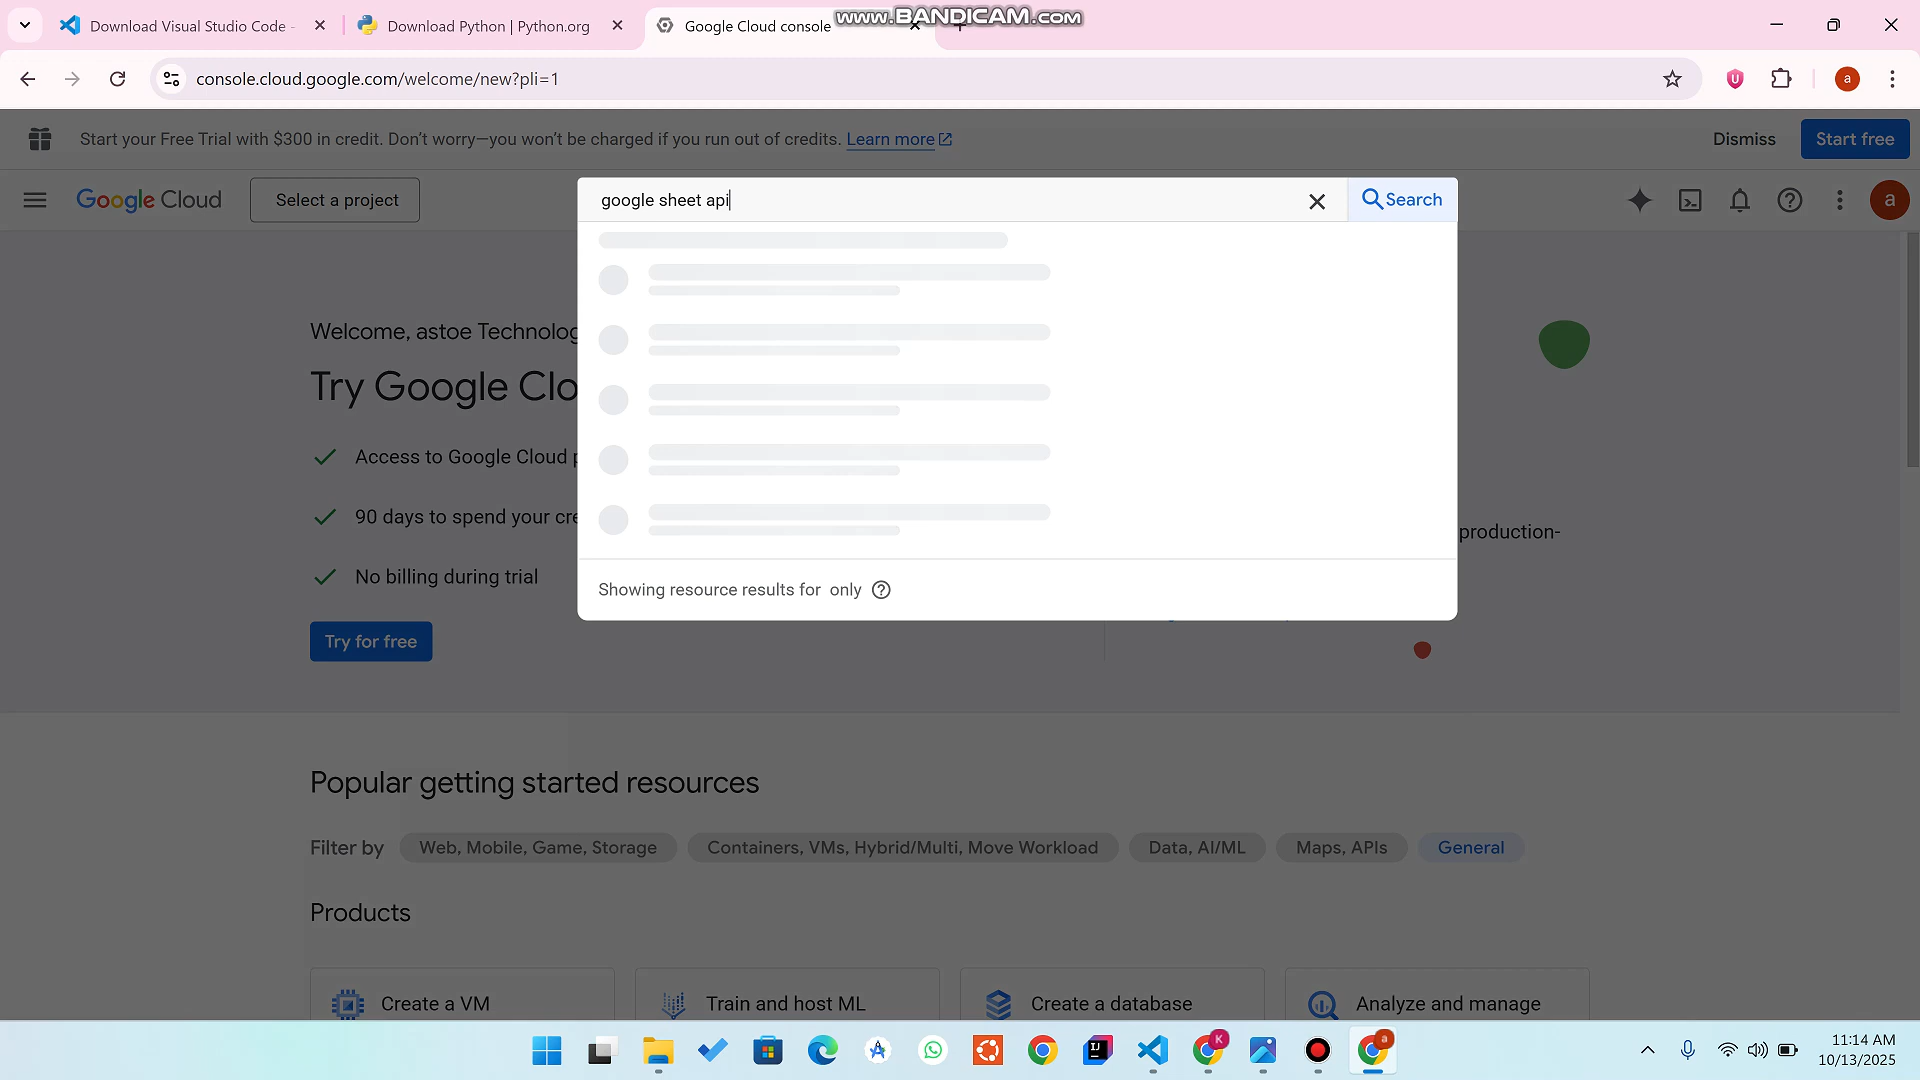 Download Visual Studio Code -
Download Python | Python.org
Google Cloud console
www.BANDICAM.com
console.cloud.google.com/welcome/new?pli=1
a
Start your Free Trial with $300 in credit. Don't worry—you won't be charged if you run out of credits. Learn more
Dismiss
Start free
Google Cloud
Select a project
google sheet api
Search
a
Welcome, astoe Technolog
Try Google Clo
Access to Google Cloud p
90 days to spend your cre
production-
No billing during trial
Showing resource results for only
Try for free
Popular getting started resources
Filter by
Web, Mobile, Game, Storage
Containers, VMs, Hybrid/Multi, Move Workload
Data, AI/ML
Maps, APIs
General
Products
Create a VM
Train and host ML
Create a database
Analyze and manage
K
a
11:14 AM
10/13/2025